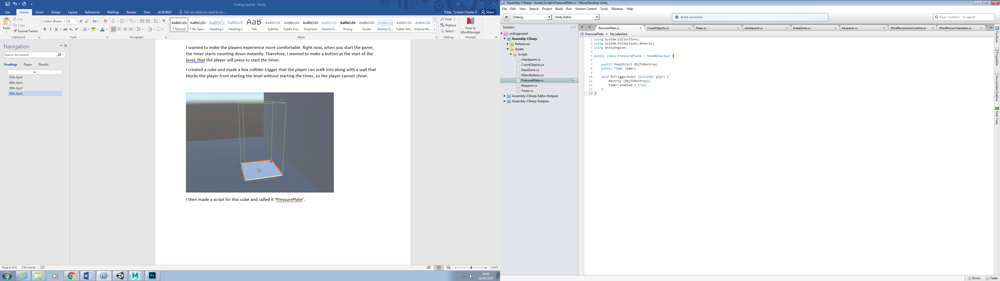 Coding Journal - Word
File
Home
Insert
Design
Layout
References
Mailings
Review
View
ACROBAT
Tell me what you want to do...
Pitter, Tyreese Charles 2
Share
Paste
Cut
Copy
Format Painter
Clipboard
Calibri (Body)
11
Font
Paragraph
AaBbCcDc
¶ Normal
AaBbCcDc
¶ No Spac...
AaBbCc
Heading 1
AaBbCcE
Heading 2
AaB
Title
AaBbCcE
Subtitle
AaBbCcDc
Subtle Em...
AaBbCcDc
Emphasis
AaBbCcDc
Intense E...
AaBbCcDc
Strong
AaBbCcDc
Quote
AaBbCcDc
Intense Q...
AABBCCDE
Subtle Ref...
AABBCCDE
Intense Re...
Styles
Find
Replace
Select
Editing
Send to
MindManager
Mindjet
Navigation
Search document
Headings
Pages
Results
25th April
26th April
29th April
30th April
I wanted to make the players experience more comfortable. Right now, when you start the game,
the timer starts counting down instantly. Therefore, I wanted to make a button at the start of the
level, that the player will press to start the timer.
I created a cube and made a box collider trigger that the player can walk into along with a wall that
blocks the player from starting the level without starting the timer, so the player cannot cheat.
I then made a script for this cube and called it ‘PressurePlate’.
Page 6 of 6
756 words
124%
19:54
16/05/2019
Assembly-CSharp - Assets\Scripts\PressurePlate.cs - MonoDevelop-Unity
File Edit View Search Project Build Run Version Control Tools Window Help
Debug
Unity Editor
Build successful.
Press 'Control+,' to search
Solution
codingproject
Assembly-CSharp
References
Assets
Scripts
checkpoint.cs
CountObjects.cs
DeadZone.cs
MenuButtons.cs
PressurePlate.cs
Respawn.cs
Timer.cs
Assembly-CSharp-Editor-firstpass
Assembly-CSharp-firstpass
PressurePlate.cs
CountObjects.cs
Timer.cs
checkpoint.cs
DeadZone.cs
Respawn.cs
ThirdPersonUserControl.cs
ThirdPersonCharacter.cs
PressurePlate
No selection
1 using System.Collections;
2 using System.Collections.Generic;
3 using UnityEngine;
4
5 public class PressurePlate : MonoBehaviour {
6
7 public GameObject ObjToDestroy;
8 public Timer timer;
9
10 void OnTriggerEnter (Collider plyr) {
11 Destroy (ObjToDestroy);
12 timer.enabled = true;
13 }
14 }
Toolbox
Properties
Document Outline
Unit Tests
Errors
Tasks